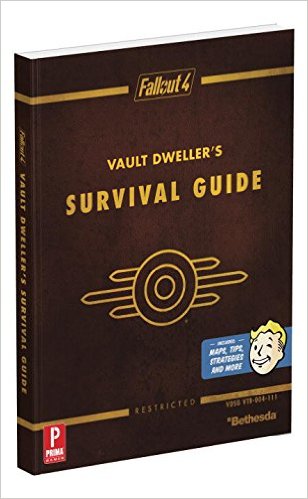 Fallout 4
VAULT DWELLER'S
SURVIVAL GUIDE
INCLUDES:
MAPS, TIPS,
STRATEGIES
AND MORE
RESTRICTED
VDSG VT8-004-111
Bethesda
Fallout 4
VAULT DWELLER'S SURVIVAL GUIDE
P
PRIMA
GAMES